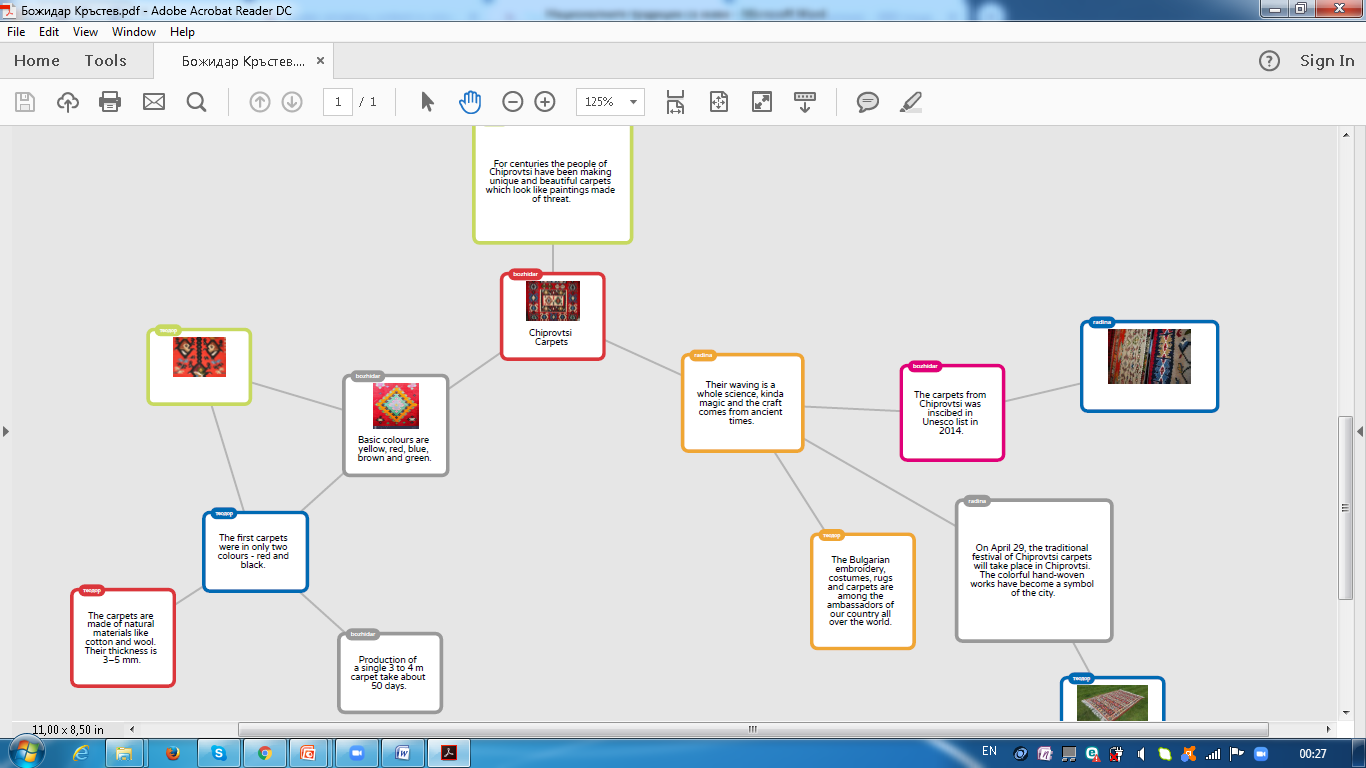 Божидар Кръстев.pdf - Adobe Acrobat Reader DC
File Edit View Window Help
Home Tools Божидар Кръстев.... × Sign In
1 / 1 125%
For centuries the people of
Chiprovtsi have been making
unique and beautiful carpets
which look like paintings made
of threat.
bozhidar
Chiprovtsi
Carpets
теодор
bozhidar
Basic colours are
yellow, red, blue,
brown and green.
radina
Their waving is a
whole science, kinda
magic and the craft
comes from ancient
times.
bozhidar
The carpets from
Chiprovtsi was
inscibed in
Unesco list in
2014.
radina
теодор
The first carpets
were in only two
colours - red and
black.
radina
On April 29, the traditional
festival of Chiprovtsi carpets
will take place in Chiprovtsi.
The colorful hand-woven
works have become a symbol
of the city.
теодор
The Bulgarian
embroidery,
costumes, rugs
and carpets are
among the
ambassadors of
our country all
over the world.
теодор
The carpets are
made of natural
materials like
cotton and wool.
Their thickness is
3–5 mm.
bozhidar
Production of
a single 3 to 4 m
carpet take about
50 days.
теодор
11,00 x 8,50 in
EN 00:27